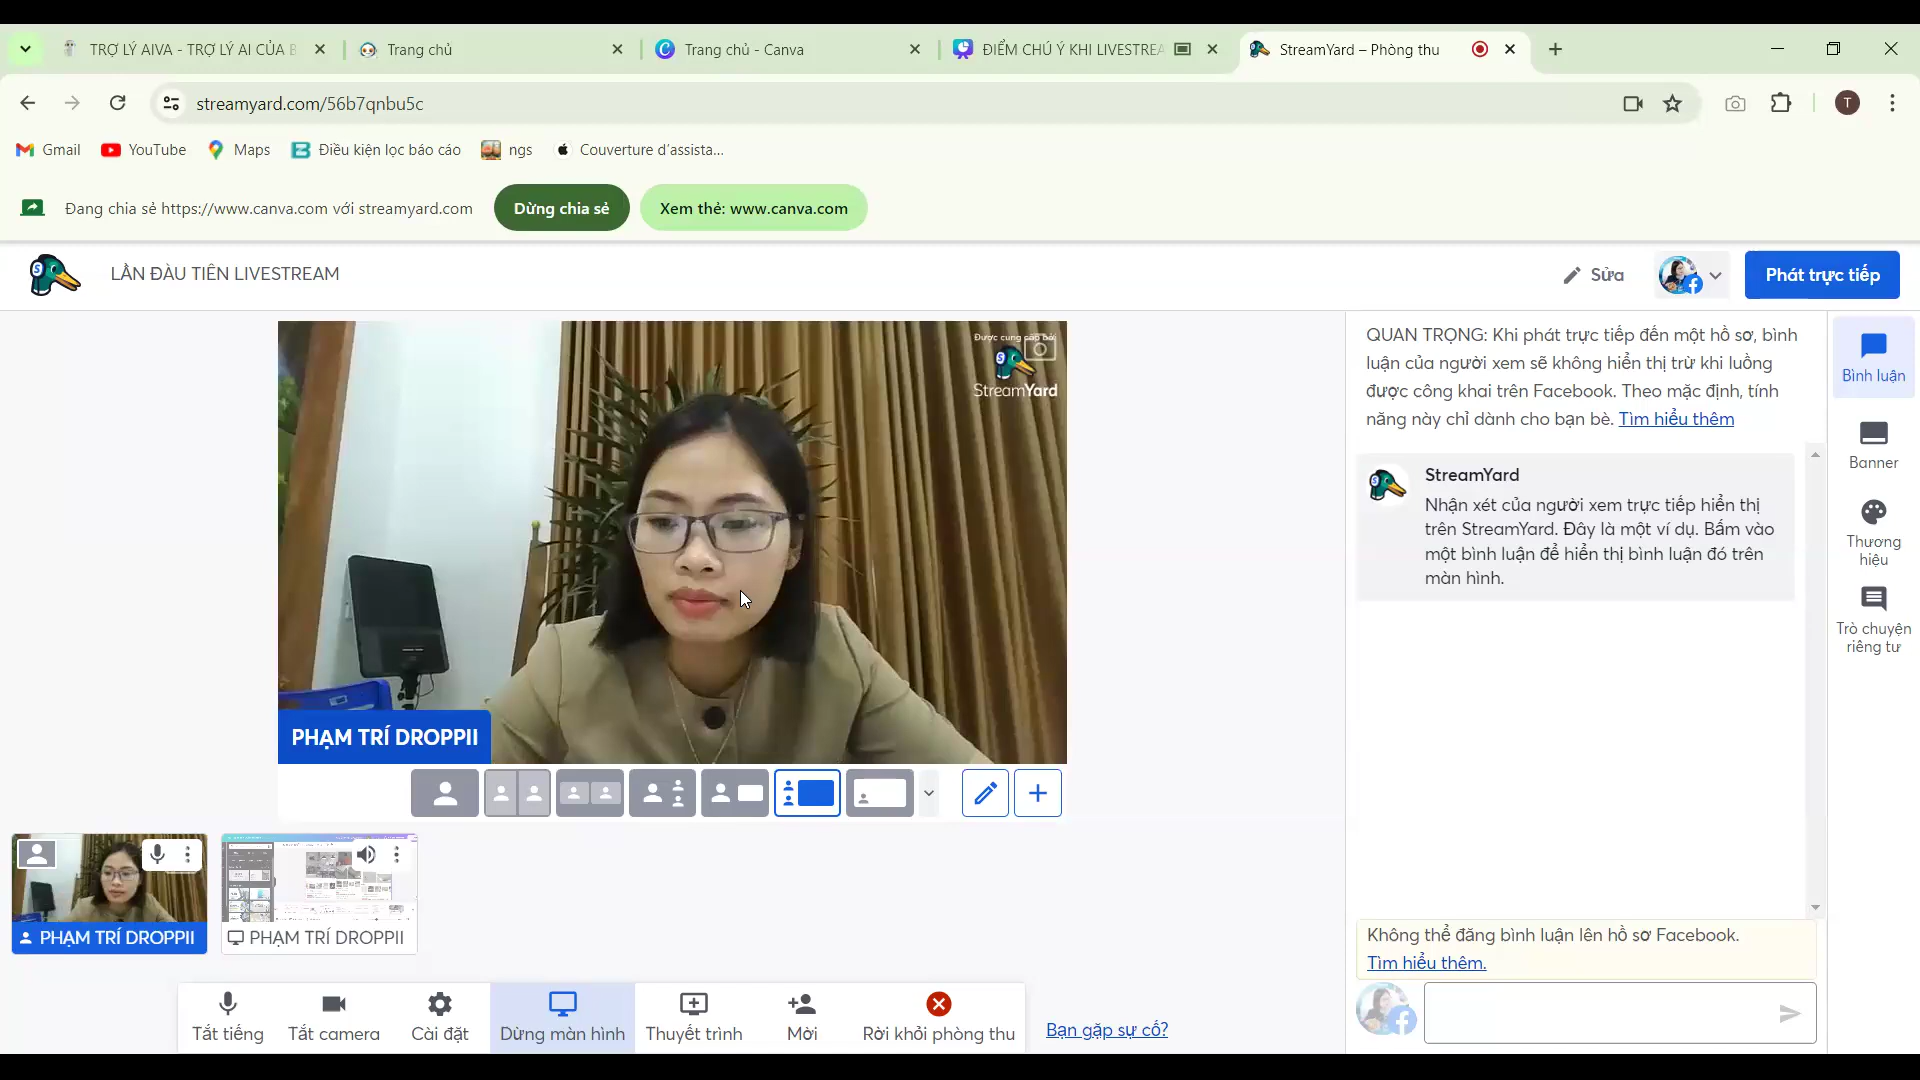 TRỢ LÝ AIVA - TRỢ LÝ AI CỦA B
Trang chủ
Trang chủ - Canva
ĐIỂM CHÚ Ý KHI LIVESTREA
StreamYard – Phòng thu
streamyard.com/56b7qnbu5c
T
Gmail
YouTube
Maps
Điều kiện lọc báo cáo
ngs
Couverture d'assista...
Đang chia sẻ https://www.canva.com với streamyard.com
Dừng chia sẻ
Xem thẻ: www.canva.com
LẦN ĐẦU TIÊN LIVESTREAM
Sửa
Phát trực tiếp
Được cung cấp bởi
StreamYard
PHẠM TRÍ DROPPII
PHẠM TRÍ DROPPII
PHẠM TRÍ DROPPII
QUAN TRỌNG: Khi phát trực tiếp đến một hồ sơ, bình
luận của người xem sẽ không hiển thị trừ khi luồng
được công khai trên Facebook. Theo mặc định, tính
năng này chỉ dành cho bạn bè. Tìm hiểu thêm
StreamYard
Nhận xét của người xem trực tiếp hiển thị
trên StreamYard. Đây là một ví dụ. Bấm vào
một bình luận để hiển thị bình luận đó trên
màn hình.
Không thể đăng bình luận lên hồ sơ Facebook.
Tìm hiểu thêm.
Bình luận
Banner
Thương
hiệu
Trò chuyện
riêng tư
Tắt tiếng
Tắt camera
Cài đặt
Dừng màn hình
Thuyết trình
Mời
Rời khỏi phòng thu
Bạn gặp sự cố?